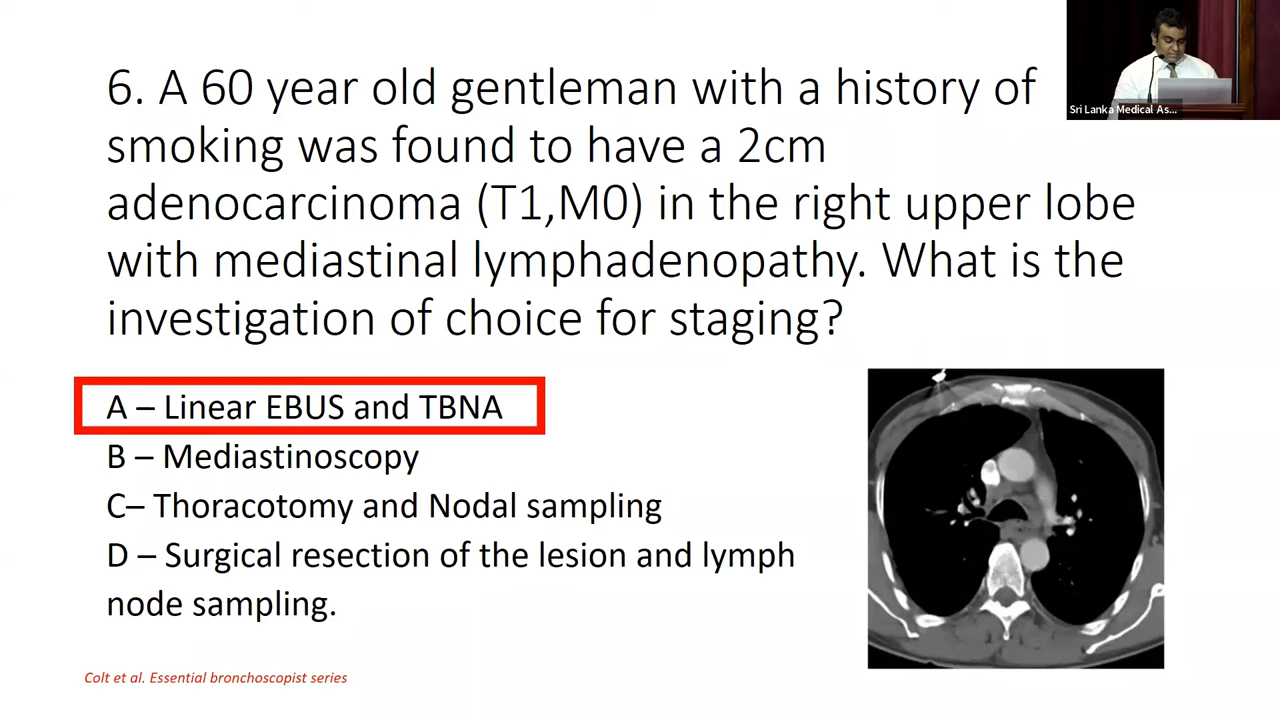 6. A 60 year old gentleman with a history of
smoking was found to have a 2cm
adenocarcinoma (T1,M0) in the right upper lobe
with mediastinal lymphadenopathy. What is the
investigation of choice for staging?
Sri Lanka Medical As...
A – Linear EBUS and TBNA
B – Mediastinoscopy
C– Thoracotomy and Nodal sampling
D – Surgical resection of the lesion and lymph
node sampling.
Colt et al. Essential bronchoscopist series